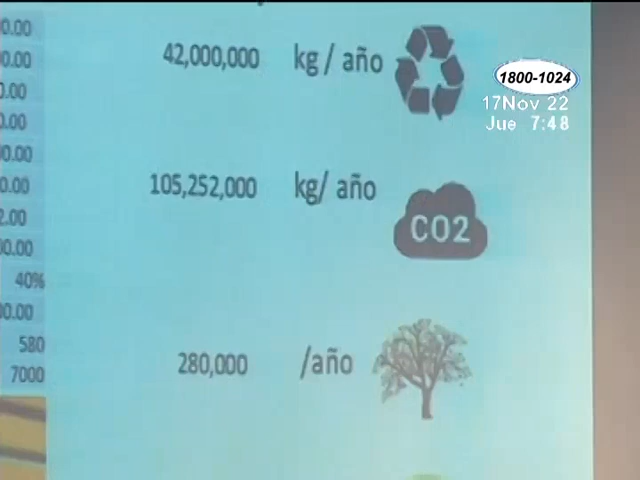 42,000,000 kg / año
1800-1024
17Nov 22
Jue 7:48
105,252,000 kg/ año
CO2
40%
580
280,000 /año
7000